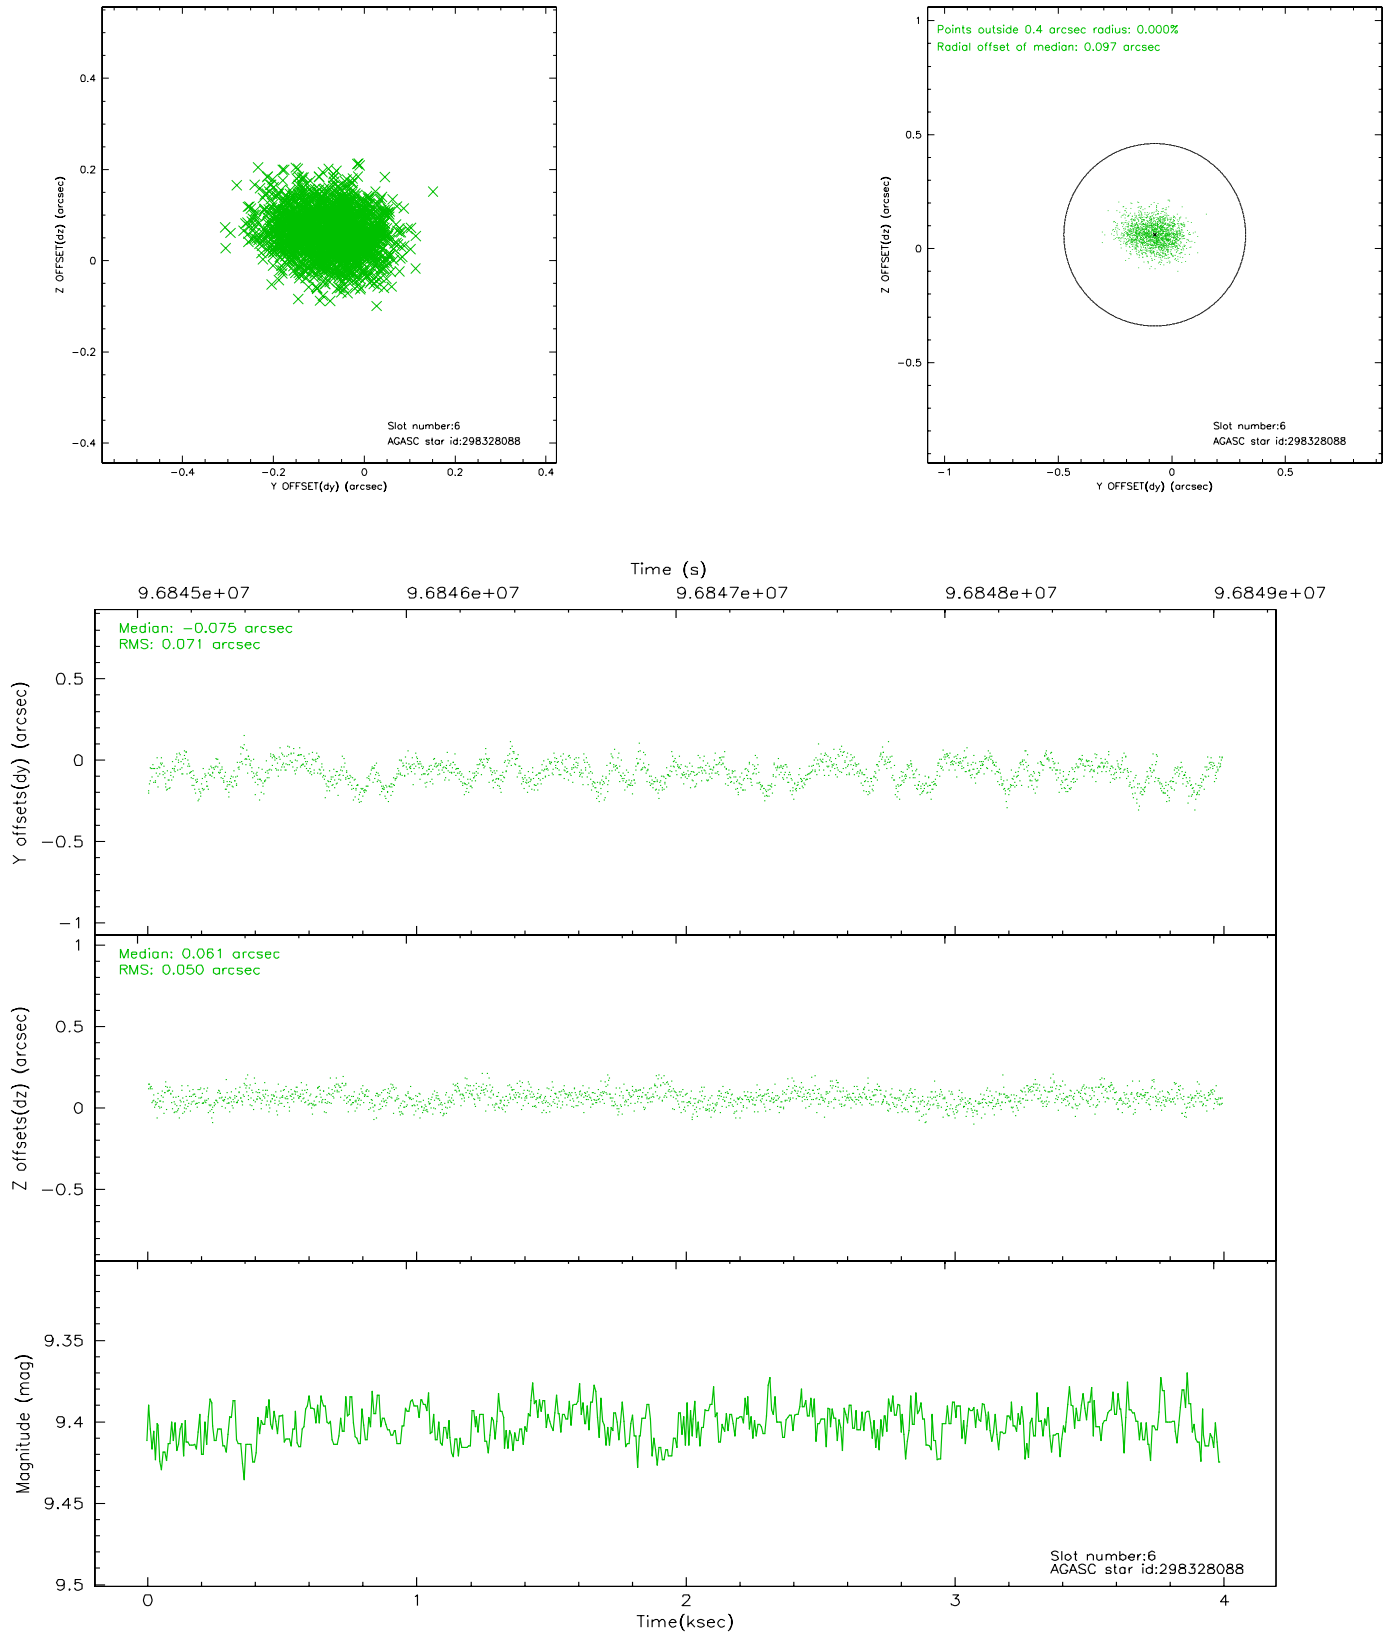 0.4
0.2
0
−0.2
−0.4
Z OFFSET(dz) (arcsec)
−0.4 −0.2 0 0.2 0.4
Y OFFSET(dy) (arcsec)
Slot number:6
AGASC star id:298328088
Points outside 0.4 arcsec radius: 0.000%
Radial offset of median: 0.097 arcsec
1
0.5
0
−0.5
Z OFFSET(dz) (arcsec)
−1 −0.5 0 0.5
Y OFFSET(dy) (arcsec)
Slot number:6
AGASC star id:298328088
Time (s)
9.6845e+07 9.6846e+07 9.6847e+07 9.6848e+07 9.6849e+07
Median: −0.075 arcsec
RMS: 0.071 arcsec
0.5
0
−0.5
−1
Y offsets(dy) (arcsec)
Median: 0.061 arcsec
RMS: 0.050 arcsec
1
0.5
0
−0.5
Z offsets(dz) (arcsec)
9.35
9.4
9.45
9.5
Magnitude (mag)
Slot number:6
AGASC star id:298328088
0 1 2 3 4
Time(ksec)